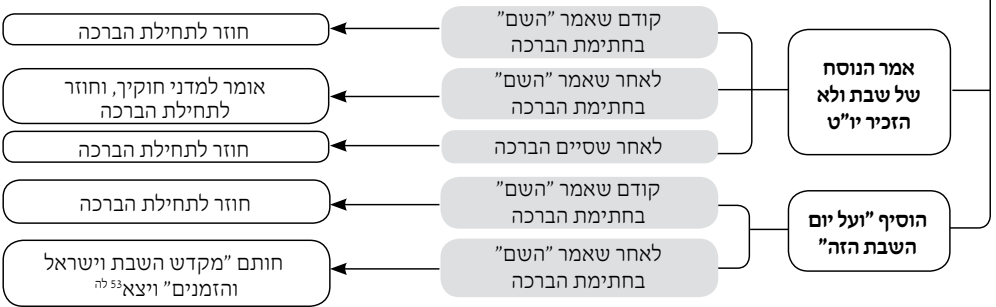 אמר הנוסח
של שבת ולא
הזכיר יו"ט
קודם שאמר "השם"
בחתימת הברכה
חוזר לתחילת הברכה
לאחר שאמר "השם"
בחתימת הברכה
אומר למדני חוקיך, וחוזר
לתחילת הברכה
לאחר שסיים הברכה
חוזר לתחילת הברכה
הוסיף "ועל יום
השבת הזה"
קודם שאמר "השם"
בחתימת הברכה
חוזר לתחילת הברכה
לאחר שאמר "השם"
בחתימת הברכה
חותם "מקדש השבת וישראל
והזמנים" ויצא53 לה